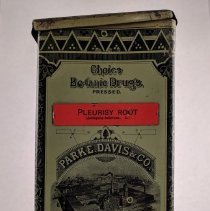 Choice
Botanic Drugs,
PRESSED.
PLEURISY ROOT
PARKE, DAVIS & CO.